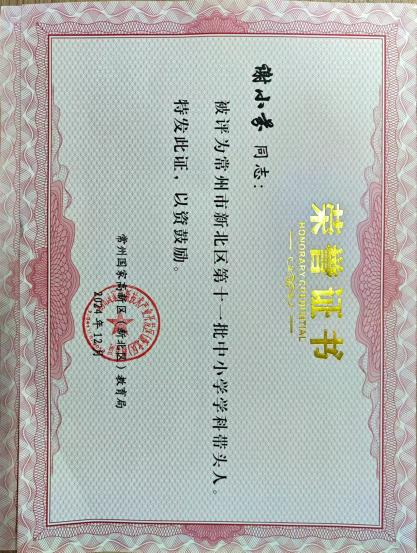 荣誉证书
HONORARY CREDENTIAL
谢小芳 同志：
被评为常州市新北区第十一批中小学学科带头人。
特发此证，以资鼓励。
常州国家高新区（新北区）教育局
2024年12月